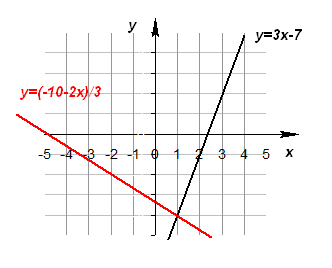 y
y=3x-7
y=(-10-2x)/3
-5 -4 -3 -2 -1 0 1 2 3 4 5
x